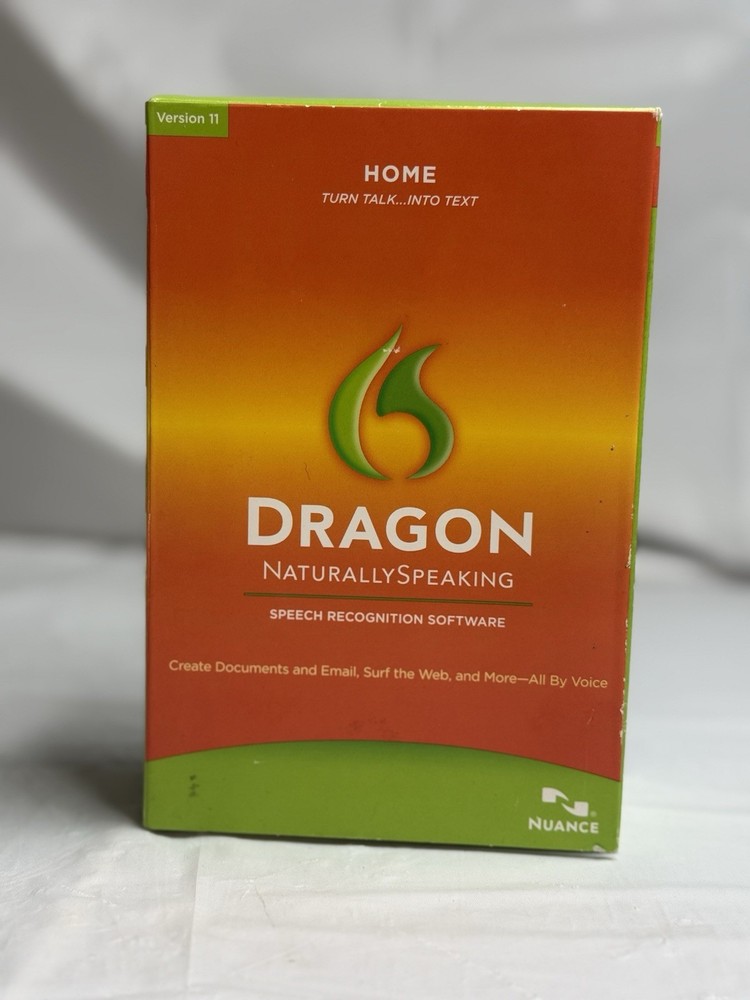 Version 11
HOME
TURN TALK...INTO TEXT
DRAGON
NATURALLYSPEAKING
SPEECH RECOGNITION SOFTWARE
Create Documents and Email, Surf the Web, and More—All By Voice
NUANCE